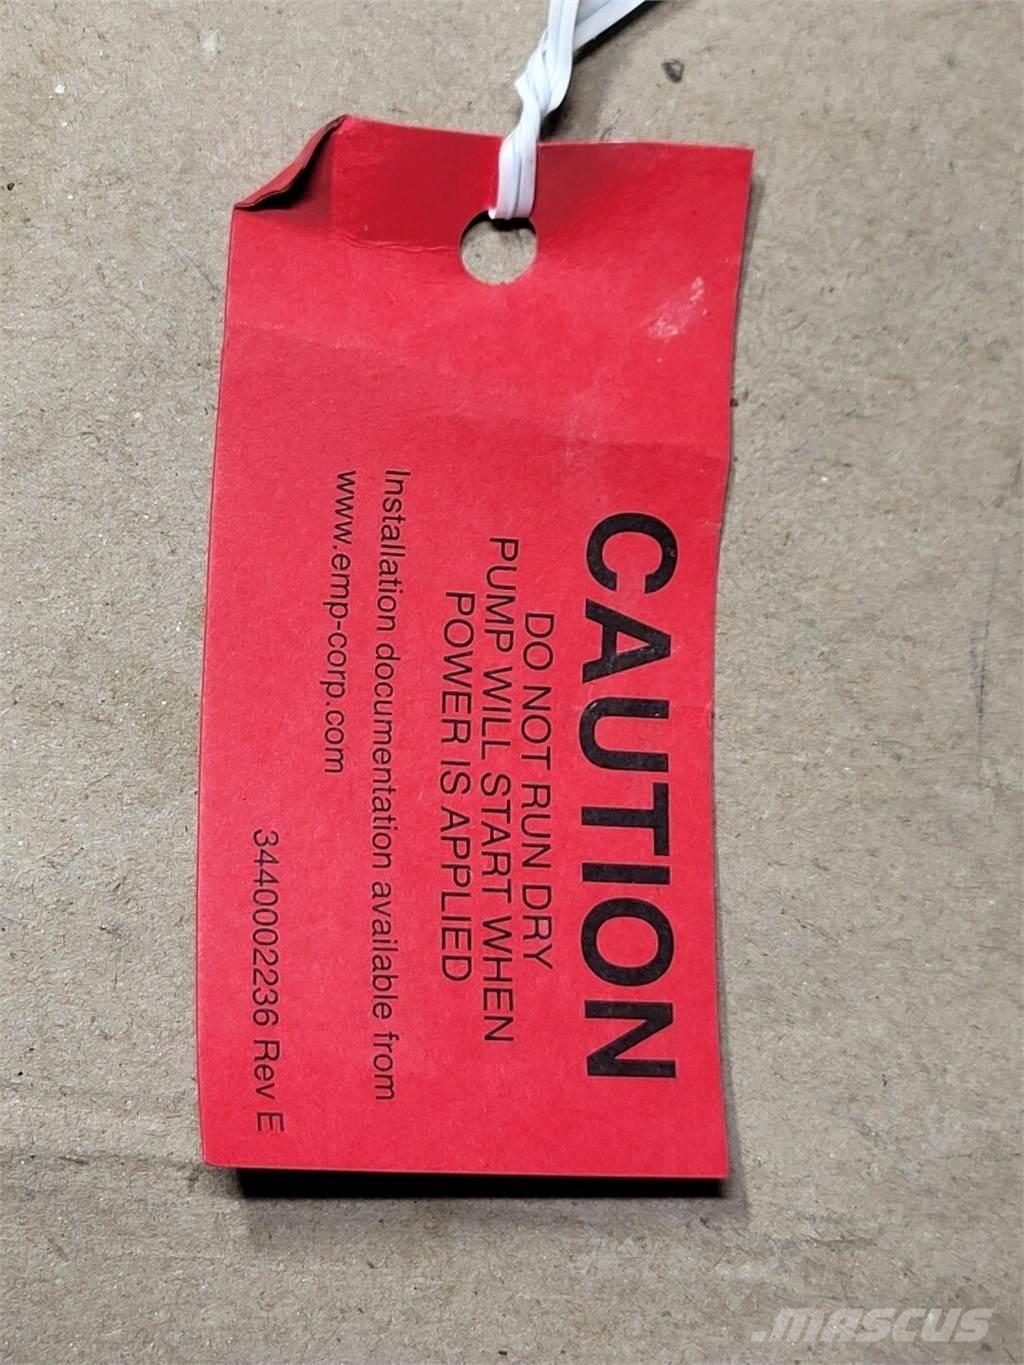 CAUTION
DO NOT RUN DRY
PUMP WILL START WHEN
POWER IS APPLIED
Installation documentation available from
www.emp-corp.com
3440002236 Rev E
.mascus